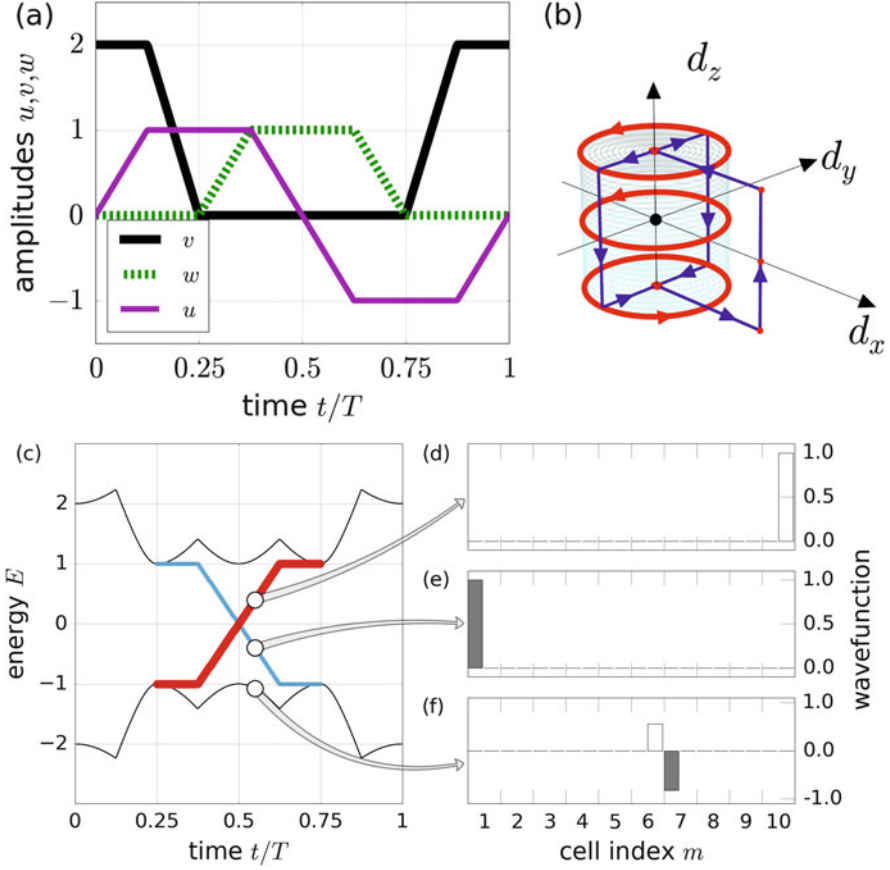 (a)
amplitudes u,v,w
2
1
0
−1
v
w
u
0 0.25 0.5 0.75 1
time t/T
(b)
d_z
d_y
d_x
(c)
energy E
2
1
0
−1
−2
0 0.25 0.5 0.75 1
time t/T
(d)
1.0
0.5
0.0
(e)
1.0
0.5
0.0
(f)
1.0
0.0
-1.0
wavefunction
1 2 3 4 5 6 7 8 9 10
cell index m